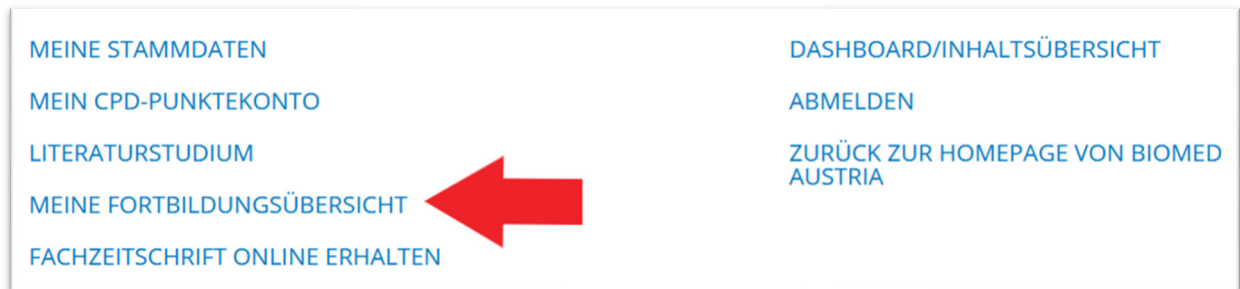 MEINE STAMMDATEN
MEIN CPD-PUNKTEKONTO
LITERATURSTUDIUM
MEINE FORTBILDUNGSÜBERSICHT
FACHZEITSCHRIFT ONLINE ERHALTEN
DASHBOARD/INHALTSÜBERSICHT
ABMELDEN
ZURÜCK ZUR HOMEPAGE VON BIOMED
AUSTRIA